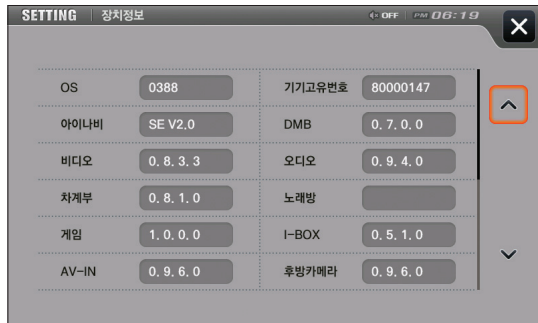 SETTING 장치정보 OFF PM 06:19
OS 0388 기기고유번호 80000147
아이나비 SE V2.0 DMB 0.7.0.0
비디오 0.8.3.3 오디오 0.9.4.0
차계부 0.8.1.0 노래방
게임 1.0.0.0 I-BOX 0.5.1.0
AV-IN 0.9.6.0 후방카메라 0.9.6.0